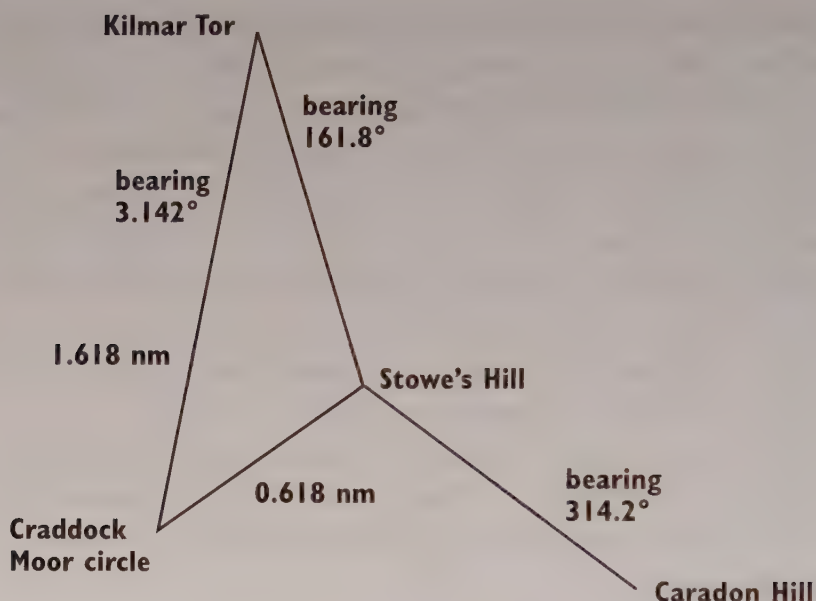 Kilmar Tor
bearing
161.8°
bearing
3.142°
1.618 nm
Stowe's Hill
0.618 nm
bearing
314.2°
Craddock
Moor circle
Caradon Hill